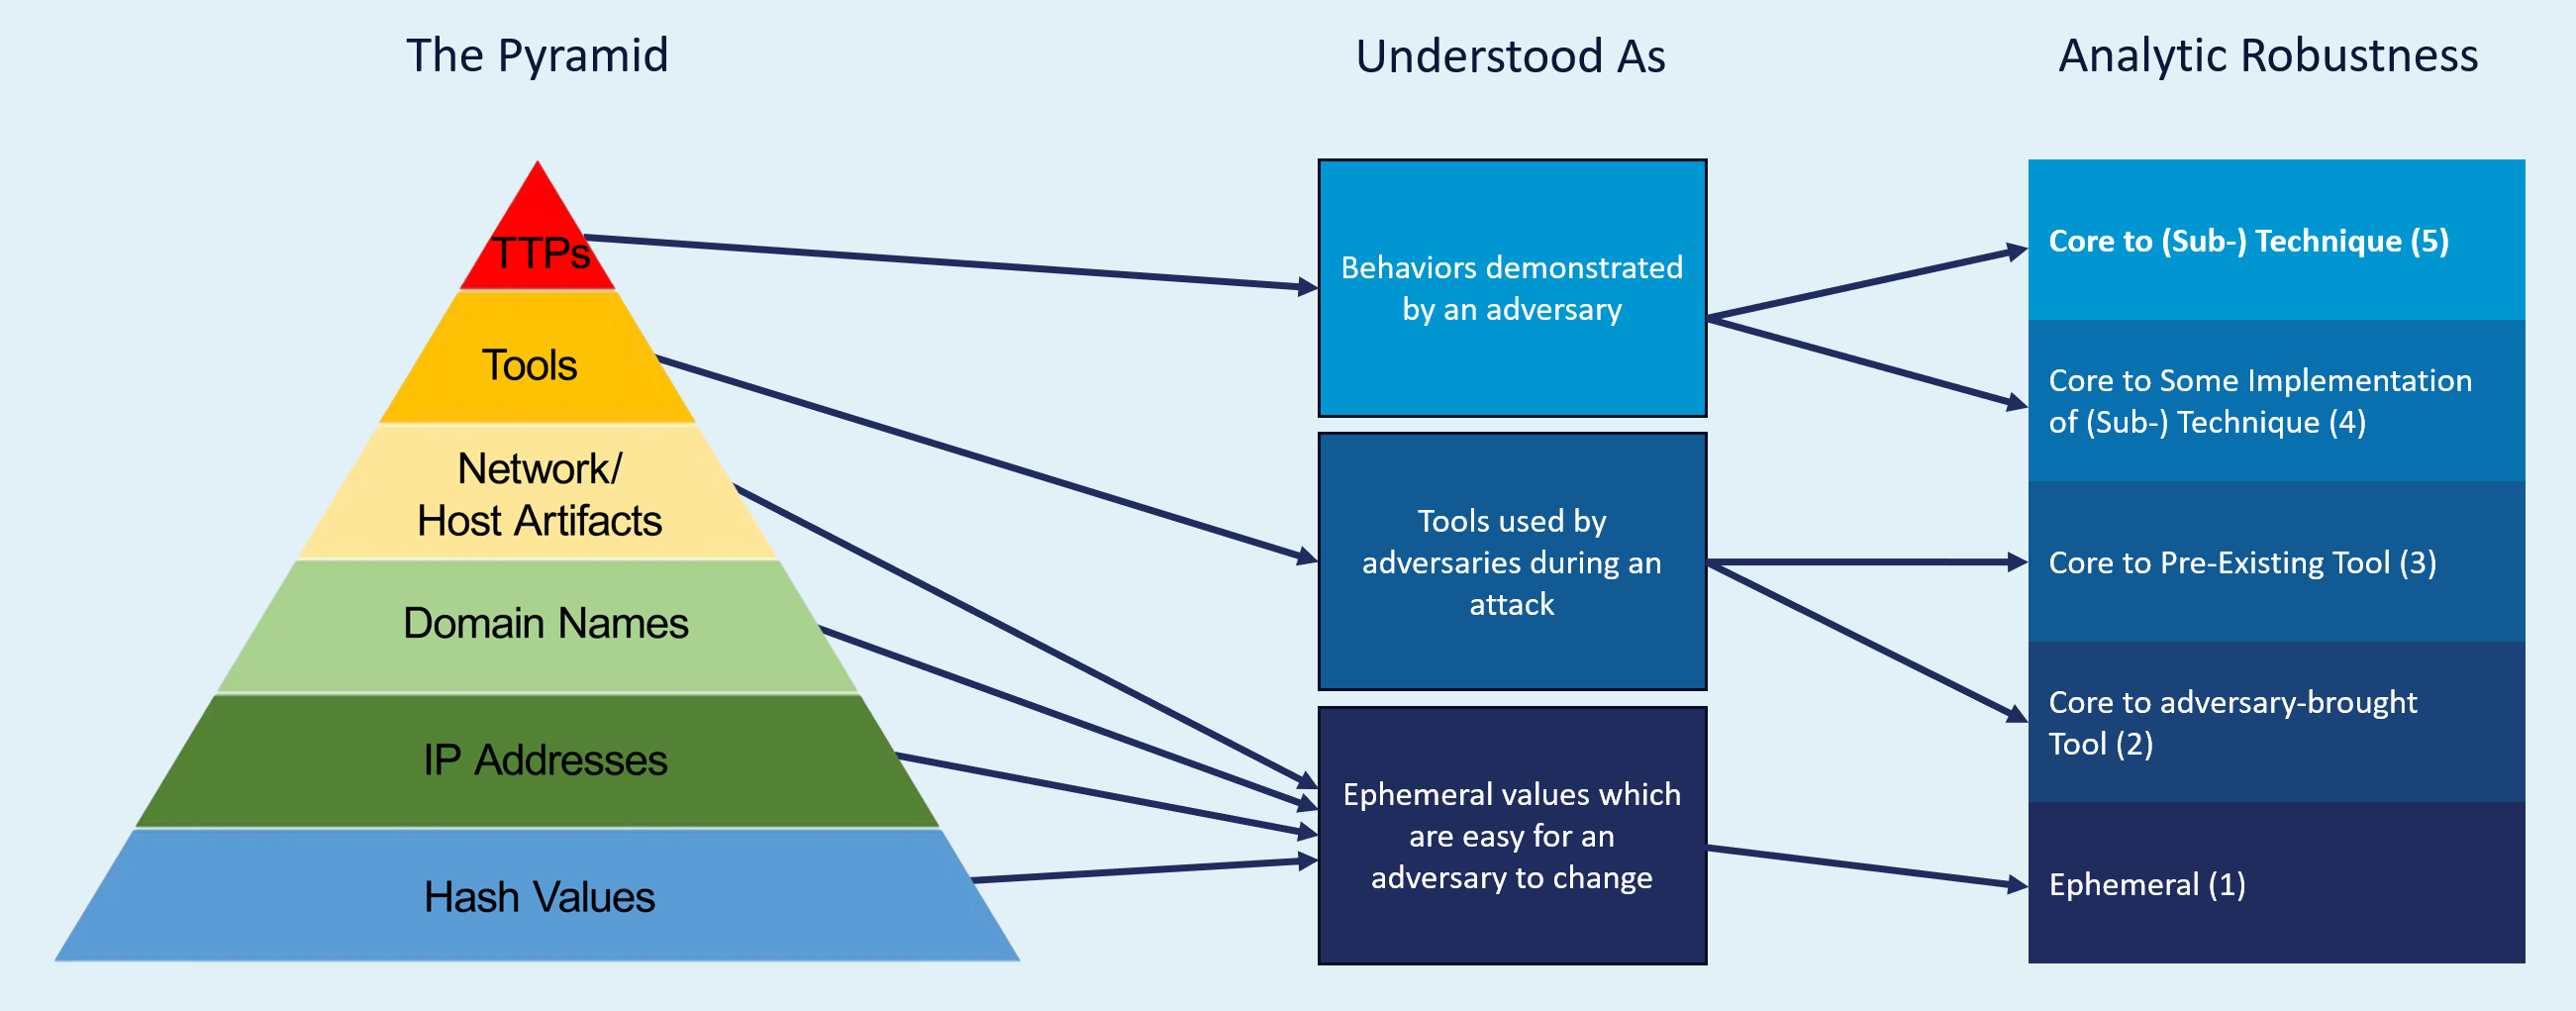 The Pyramid
Understood As
Analytic Robustness
TTPs
Tools
Network/
Host Artifacts
Domain Names
IP Addresses
Hash Values
Behaviors demonstrated
by an adversary
Tools used by
adversaries during an
attack
Ephemeral values which
are easy for an
adversary to change
Core to (Sub-) Technique (5)
Core to Some Implementation
of (Sub-) Technique (4)
Core to Pre-Existing Tool (3)
Core to adversary-brought
Tool (2)
Ephemeral (1)